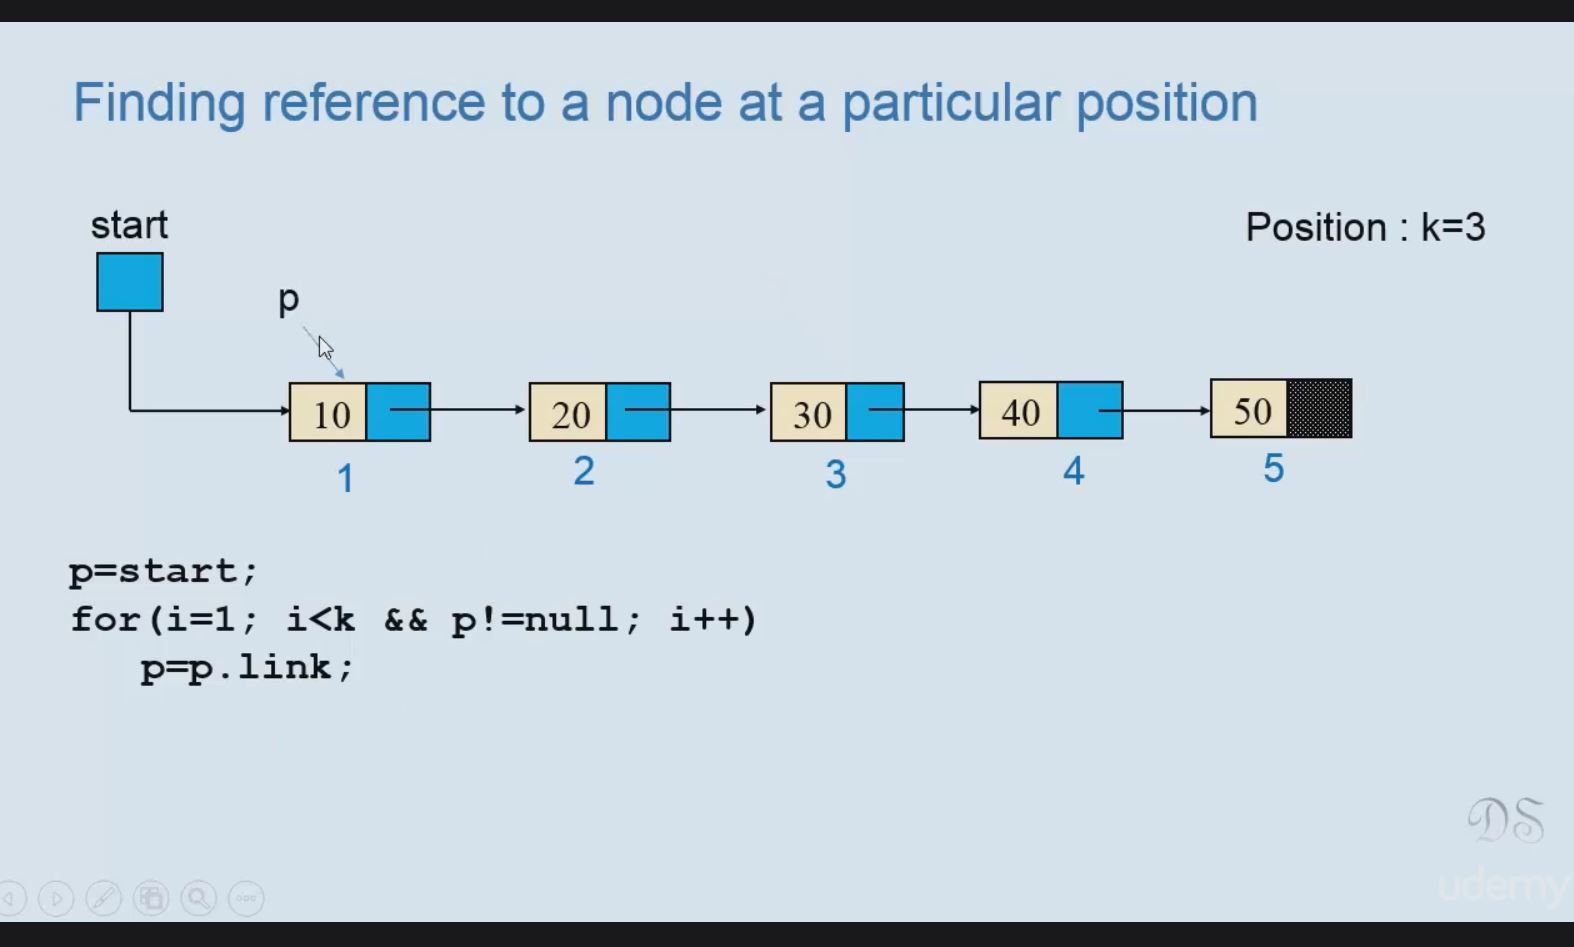 Finding reference to a node at a particular position
start
Position : k=3
p
10 20 30 40 50
1 2 3 4 5
p=start;
for(i=1; i<k && p!=null; i++)
p=p.link;
DS
udemy